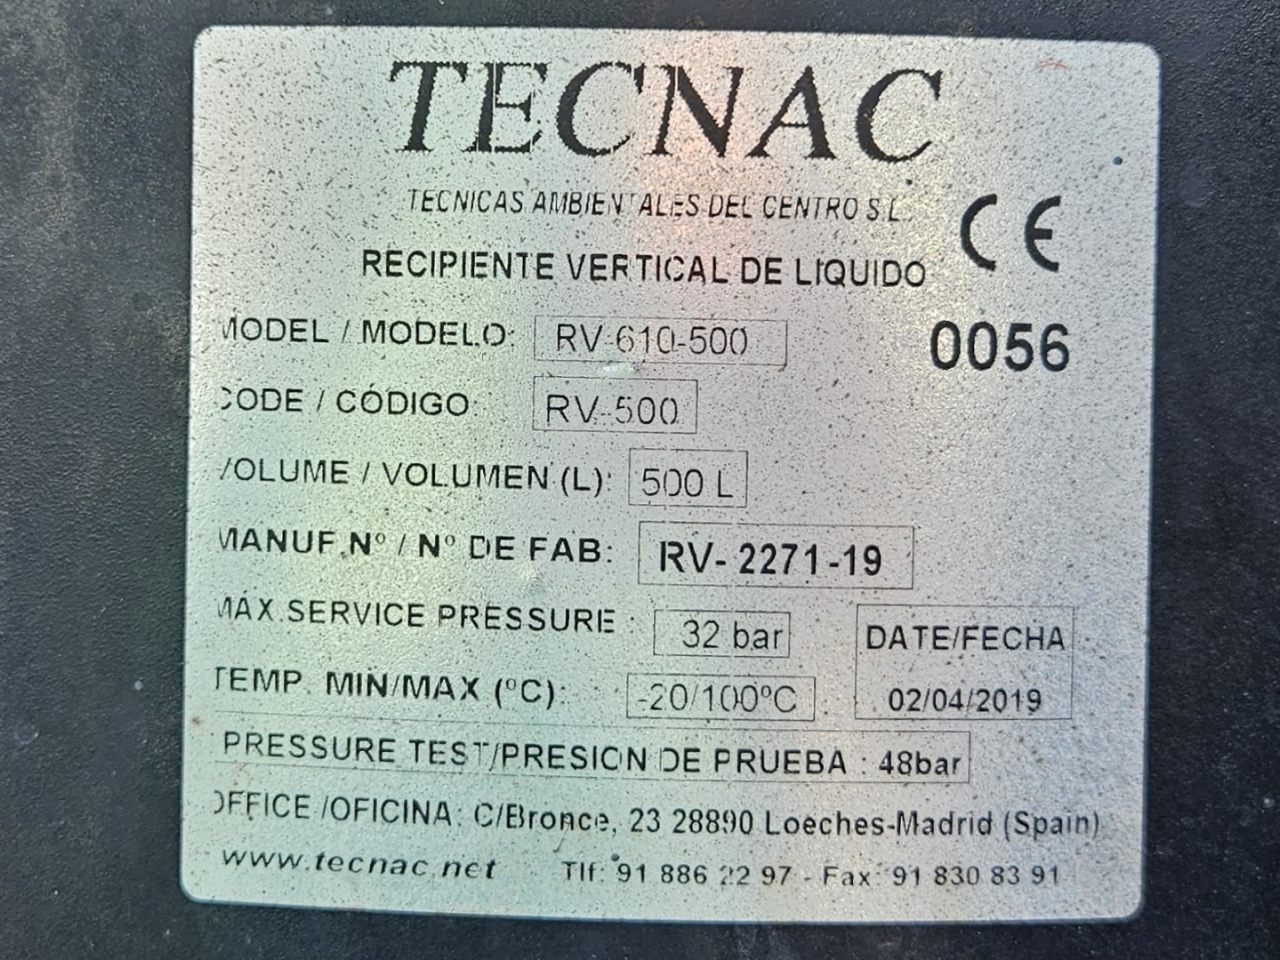 TECNAC
TECNICAS AMBIENTALES DEL CENTRO S.L.
CE
RECIPIENTE VERTICAL DE LÍQUIDO
MODEL / MODELO: RV-610-500
0056
CODE / CÓDIGO RV-500
VOLUME / VOLUMEN (L): 500 L
MANUF.Nº / Nº DE FAB: RV- 2271-19
MÁX.SERVICE PRESSURE : 32 bar
DATE/FECHA
TEMP. MIN/MAX (ºC): -20/100ºC
02/04/2019
PRESSURE TEST/PRESION DE PRUEBA : 48bar
OFFICE /OFICINA: C/Bronce, 23 28890 Loeches-Madrid (Spain)
www.tecnac.net Tlf: 91 886 22 97 - Fax: 91 830 83 91